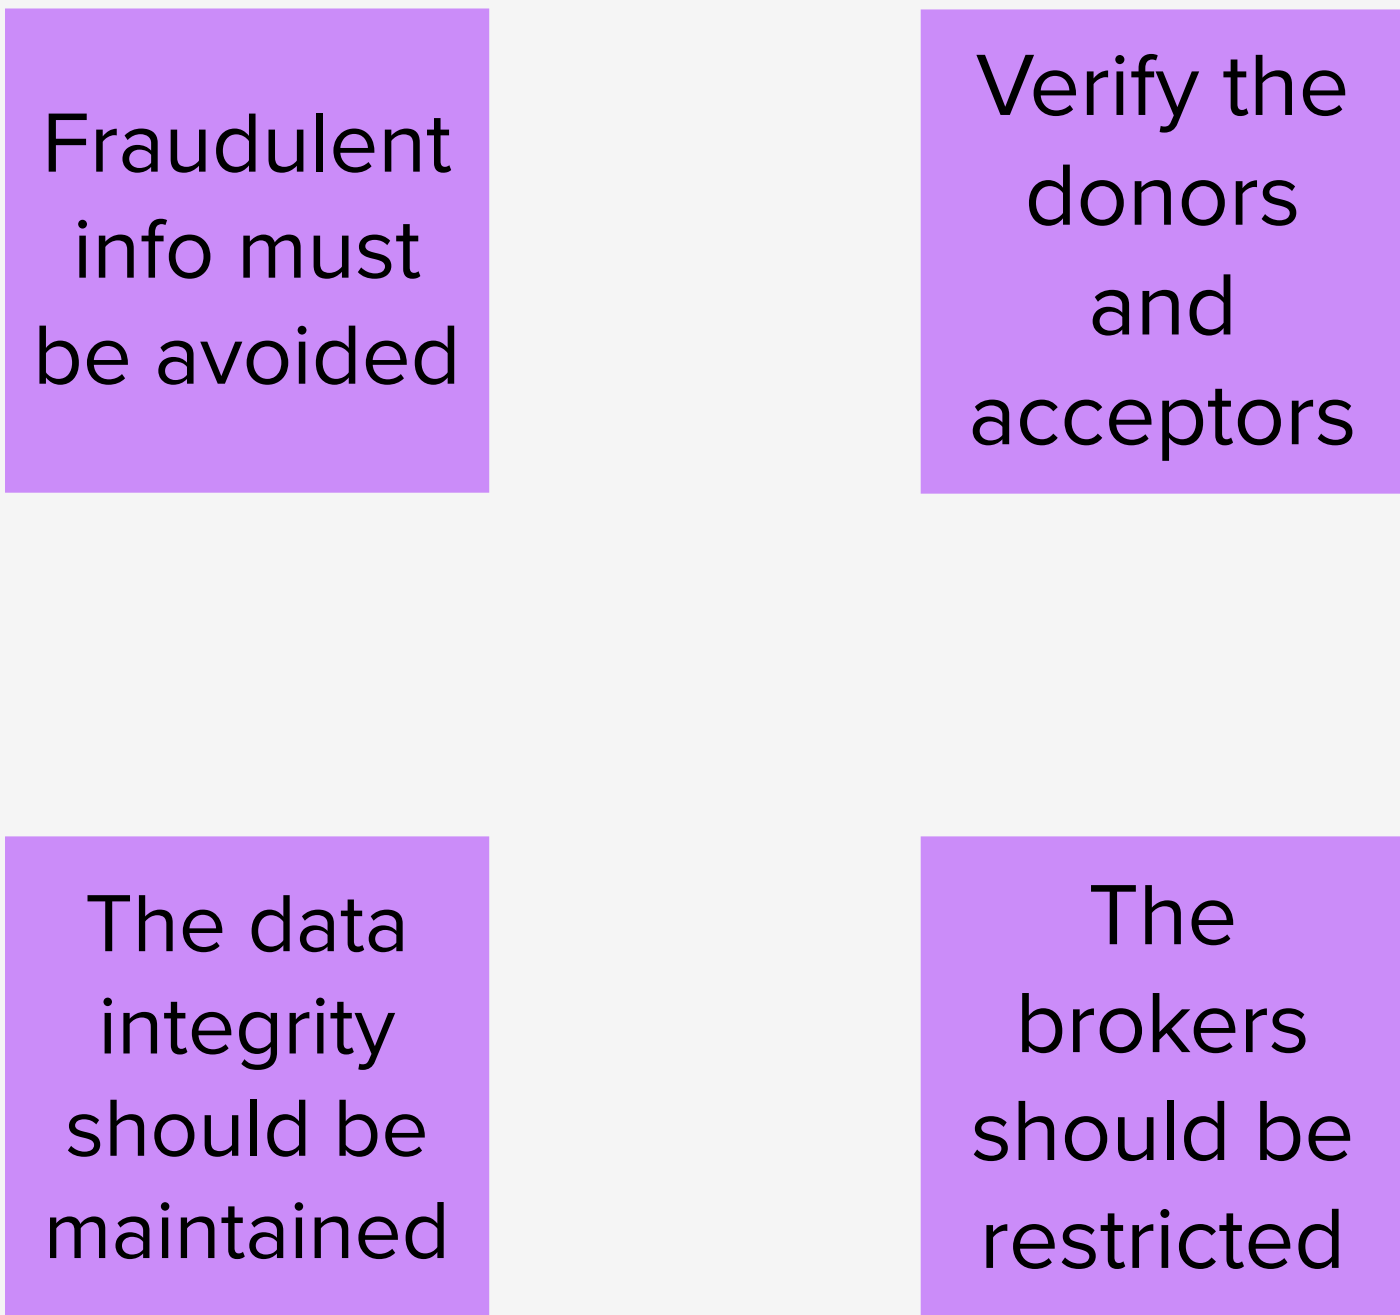 Fraudulent
info must
be avoided
Verify the
donors
and
acceptors
The data
integrity
should be
maintained
The
brokers
should be
restricted